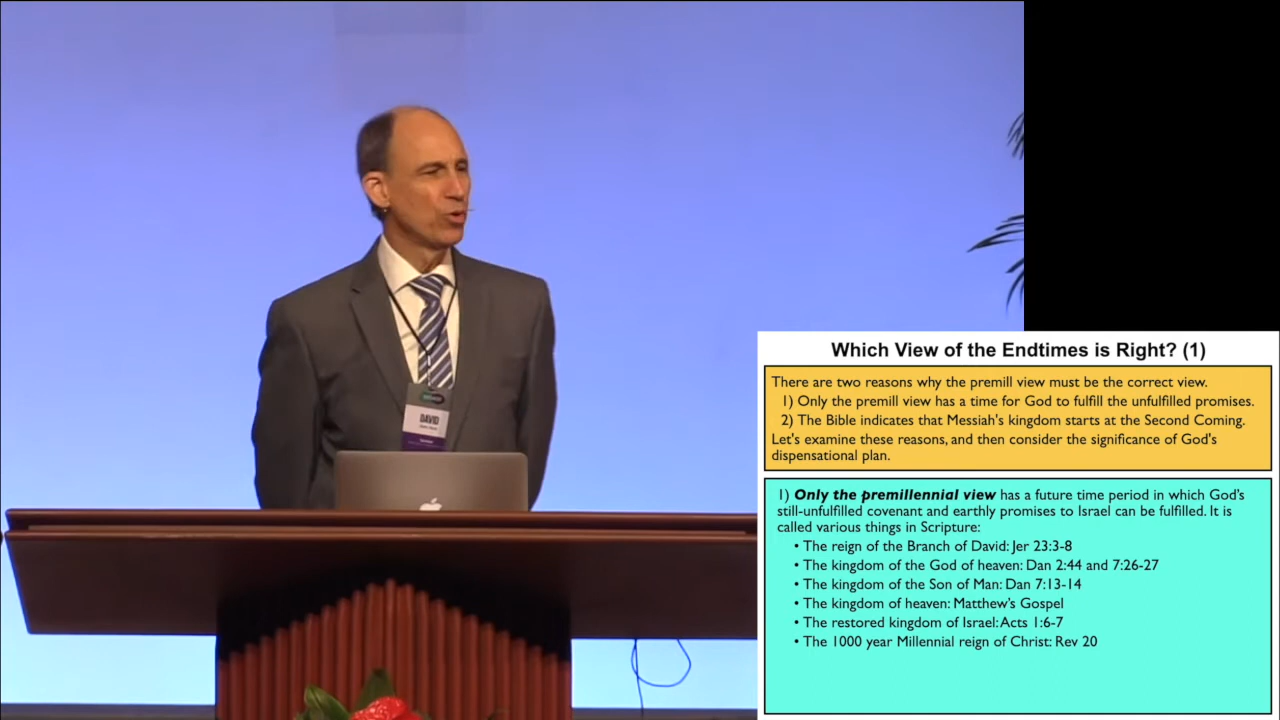 DAVID
Which View of the Endtimes is Right? (1)
There are two reasons why the premill view must be the correct view.
1) Only the premill view has a time for God to fulfill the unfulfilled promises.
2) The Bible indicates that Messiah's kingdom starts at the Second Coming.
Let's examine these reasons, and then consider the significance of God's
dispensational plan.
1) Only the premillennial view has a future time period in which God's
still-unfulfilled covenant and earthly promises to Israel can be fulfilled. It is
called various things in Scripture:
• The reign of the Branch of David: Jer 23:3-8
• The kingdom of the God of heaven: Dan 2:44 and 7:26-27
• The kingdom of the Son of Man: Dan 7:13-14
• The kingdom of heaven: Matthew's Gospel
• The restored kingdom of Israel: Acts 1:6-7
• The 1000 year Millennial reign of Christ: Rev 20